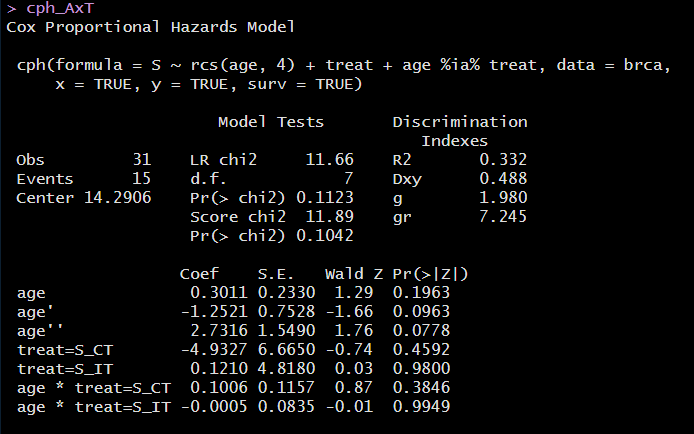 > cph_AxT
Cox Proportional Hazards Model
cph(formula = S ~ rcs(age, 4) + treat + age %ia% treat, data = brca,
x = TRUE, y = TRUE, surv = TRUE)
Model Tests Discrimination
Indexes
Obs 31 LR chi2 11.66 R2 0.332
Events 15 d.f. 7 Dxy 0.488
Center 14.2906 Pr(> chi2) 0.1123 g 1.980
Score chi2 11.89 gr 7.245
Pr(> chi2) 0.1042
Coef S.E. Wald Z Pr(>|Z|)
age 0.3011 0.2330 1.29 0.1963
age' -1.2521 0.7528 -1.66 0.0963
age'' 2.7316 1.5490 1.76 0.0778
treat=S_CT -4.9327 6.6650 -0.74 0.4592
treat=S_IT 0.1210 4.8180 0.03 0.9800
age * treat=S_CT 0.1006 0.1157 0.87 0.3846
age * treat=S_IT -0.0005 0.0835 -0.01 0.9949